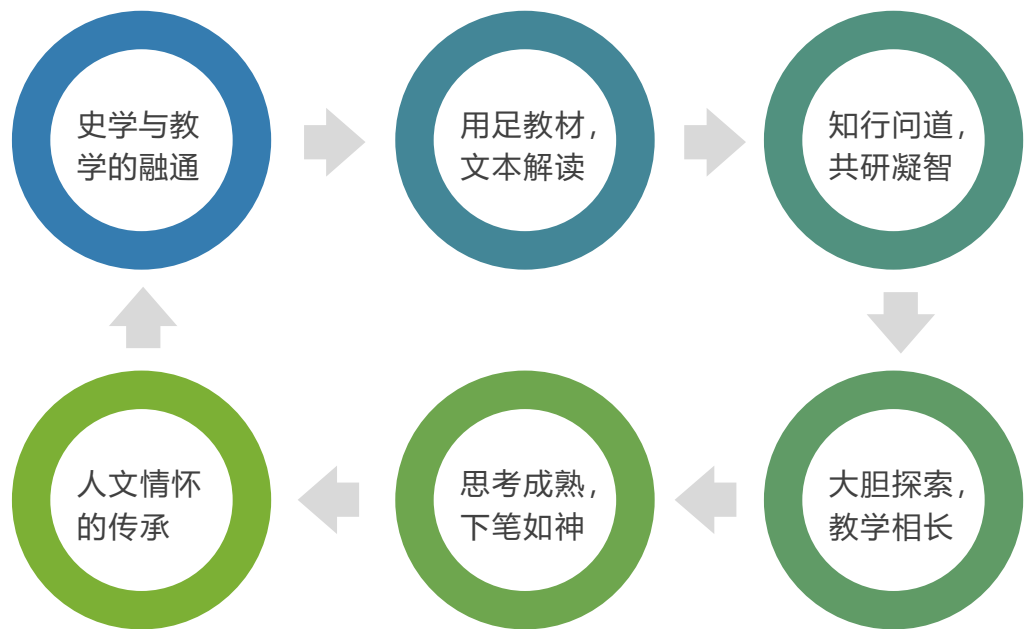 史学与教
学的融通
用足教材，
文本解读
知行问道，
共研凝智
大胆探索，
教学相长
思考成熟，
下笔如神
人文情怀
的传承